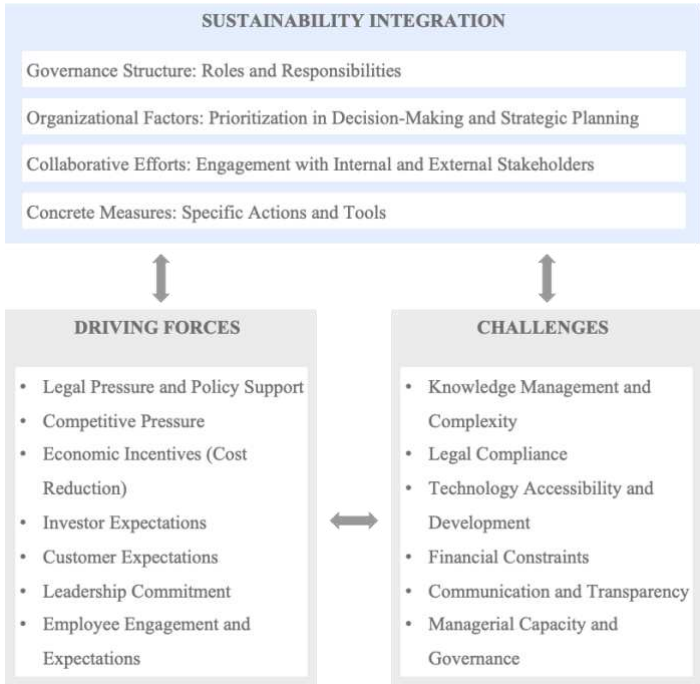 SUSTAINABILITY INTEGRATION
Governance Structure: Roles and Responsibilities
Organizational Factors: Prioritization in Decision-Making and Strategic Planning
Collaborative Efforts: Engagement with Internal and External Stakeholders
Concrete Measures: Specific Actions and Tools
DRIVING FORCES
• Legal Pressure and Policy Support
• Competitive Pressure
• Economic Incentives (Cost
Reduction)
• Investor Expectations
• Customer Expectations
• Leadership Commitment
• Employee Engagement and
Expectations
CHALLENGES
• Knowledge Management and
Complexity
• Legal Compliance
• Technology Accessibility and
Development
• Financial Constraints
• Communication and Transparency
• Managerial Capacity and
Governance